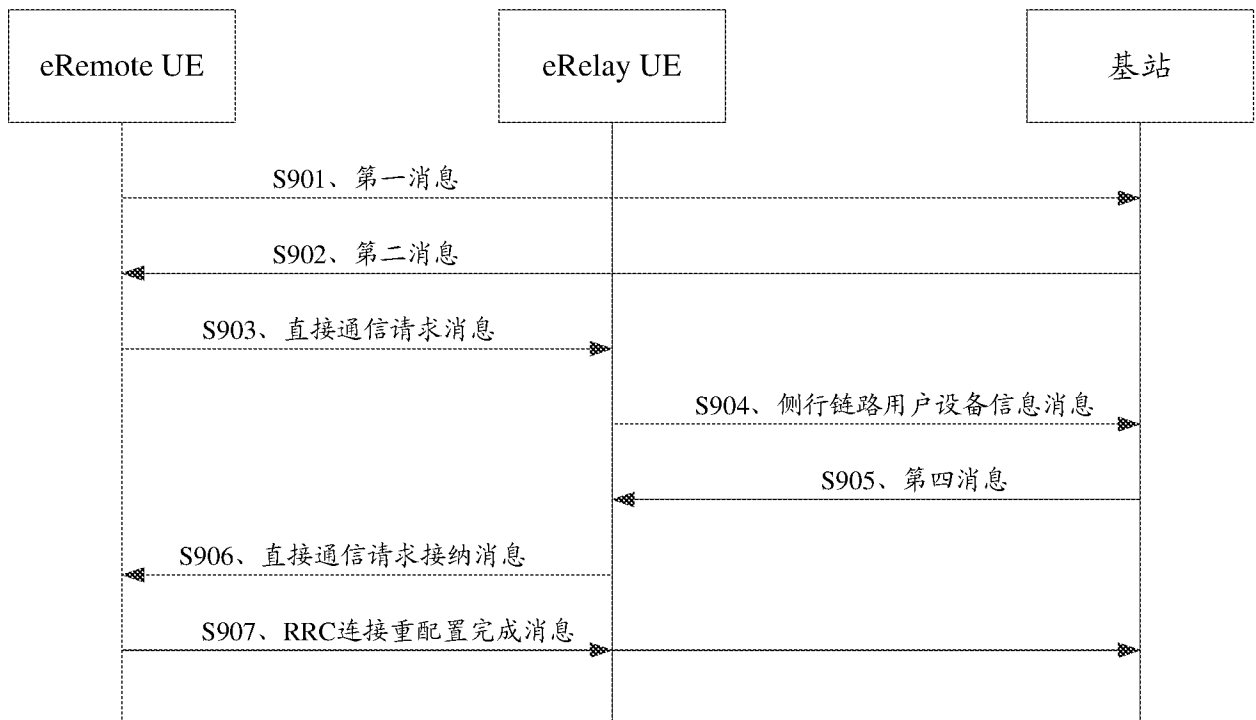 eRemote UE
eRelay UE
基站
S901、第一消息
S902、第二消息
S903、直接通信请求消息
S904、侧行链路用户设备信息消息
S905、第四消息
S906、直接通信请求接纳消息
S907、RRC连接重配置完成消息